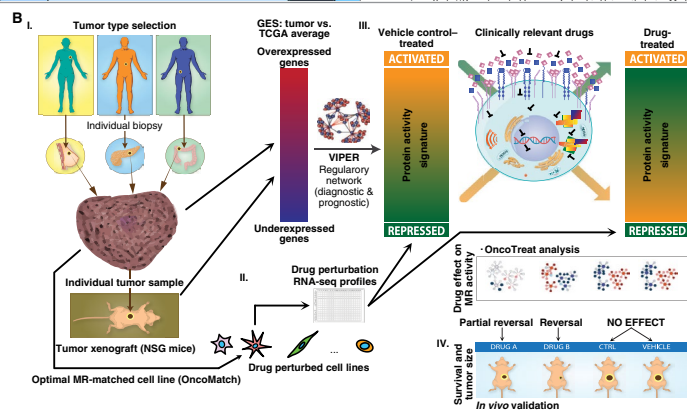 B
I.
Tumor type selection
Individual biopsy
Individual tumor sample
Tumor xenograft (NSG mice)
Optimal MR-matched cell line (OncoMatch)
GES: tumor vs.
TCGA average
Overexpressed
genes
Underexpressed
genes
VIPER
Regularory
network
(diagnostic &
prognostic)
II.
Drug perturbation
RNA-seq profiles
...
Drug perturbed cell lines
III.
Vehicle control–
treated
ACTIVATED
Protein activity
signature
REPRESSED
Clinically relevant drugs
Drug-
treated
ACTIVATED
Protein activity
signature
REPRESSED
· OncoTreat analysis
Drug effect on
MR activity
Partial reversal
Reversal
NO EFFECT
IV.
DRUG A
DRUG B
CTRL
VEHICLE
Survival and
tumor size
In vivo validation